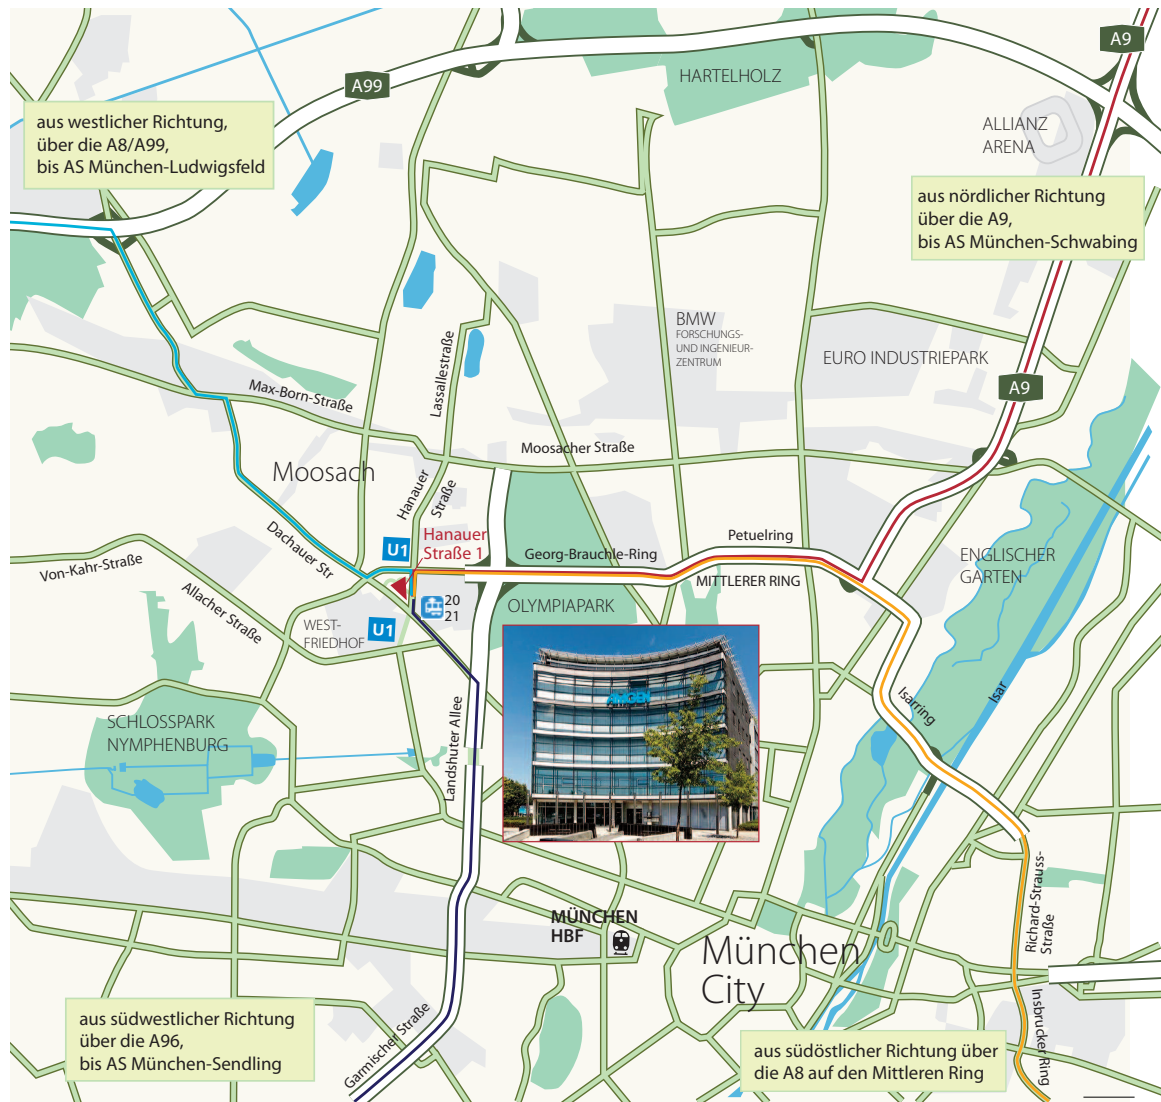 A9
A99
HARTELHOLZ
aus westlicher Richtung,
über die A8/A99,
bis AS München-Ludwigsfeld
ALLIANZ
ARENA
aus nördlicher Richtung
über die A9,
bis AS München-Schwabing
BMW
FORSCHUNGS-
UND INGENIEUR-
ZENTRUM
EURO INDUSTRIEPARK
A9
Lassallestraße
Max-Born-Straße
Moosacher Straße
Moosach
Hanauer
Straße
Hanauer
Straße 1
U1
Dachauer Str
Georg-Brauchle-Ring
Petuelring
MITTLERER RING
ENGLISCHER
GARTEN
Von-Kahr-Straße
Allacher Straße
20
21
OLYMPIAPARK
WEST-
FRIEDHOF
U1
AMGEN
Isarring
Isar
SCHLOSSPARK
NYMPHENBURG
Landshuter Allee
Richard-Strauss-
Straße
MÜNCHEN
HBF
München
City
Insbrucker Ring
Garmischer Straße
aus südwestlicher Richtung
über die A96,
bis AS München-Sendling
aus südöstlicher Richtung über
die A8 auf den Mittleren Ring